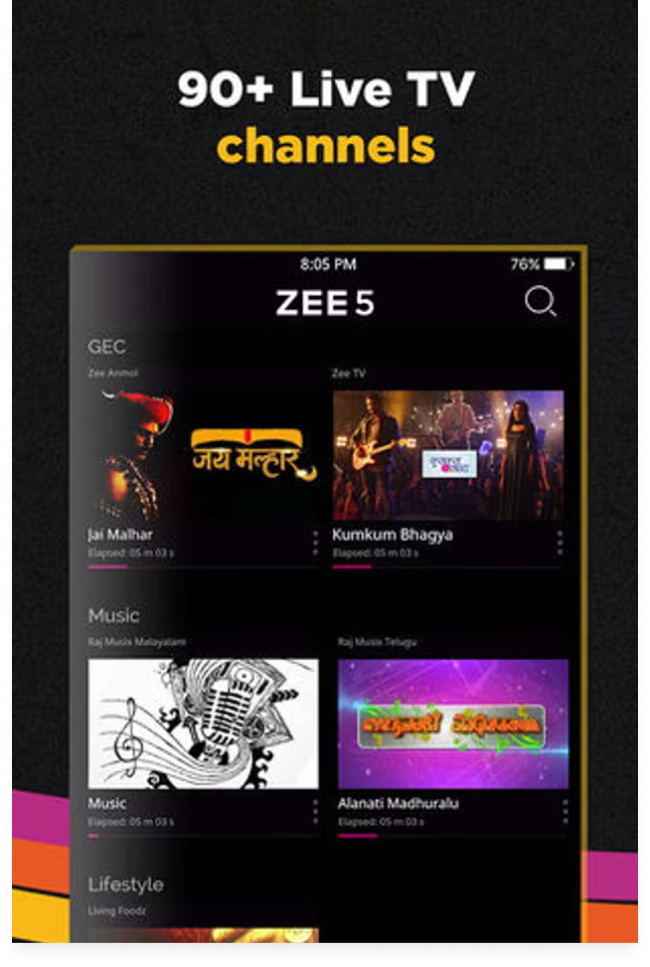 90+ Live TV
channels
8:05 PM
76%
ZEE5
GEC
Zee Anmol
Zee TV
जय मल्हार
Jai Malhar
Kumkum Bhagya
Elapsed: 05 m 03 s
Elapsed: 05 m 03 s
Music
Raj Musix Malayalam
Raj Musix Telugu
Music
Alanati Madhuralu
Elapsed: 05 m 03 s
Elapsed: 05 m 03 s
Lifestyle
Living Foodz